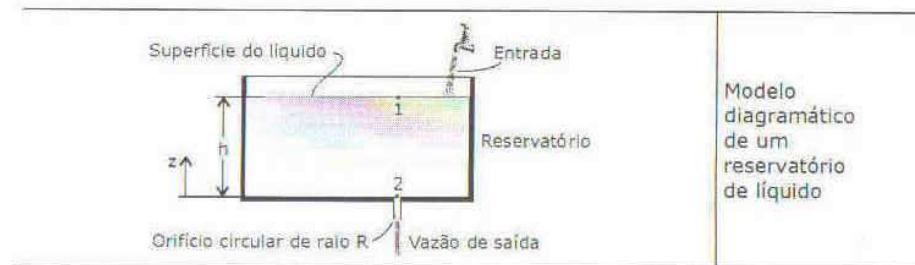 Superfície do líquido
Entrada
1
h
Reservatório
z
2
Orifício circular de raio R
Vazão de saída
Modelo
diagramático
de um
reservatório
de líquido